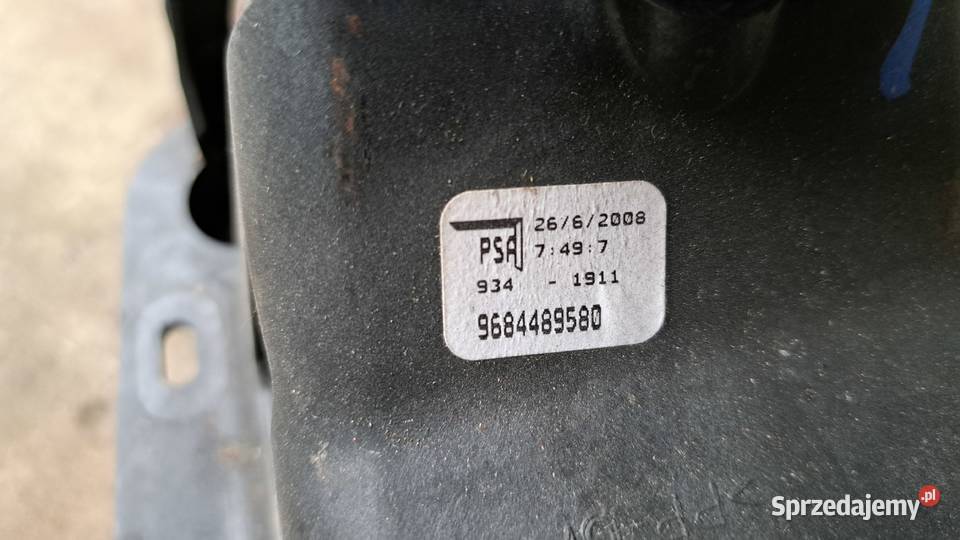 PSA 26/6/2008
7:49:7
934 - 1911
9684489580
Sprzedajemy.pl